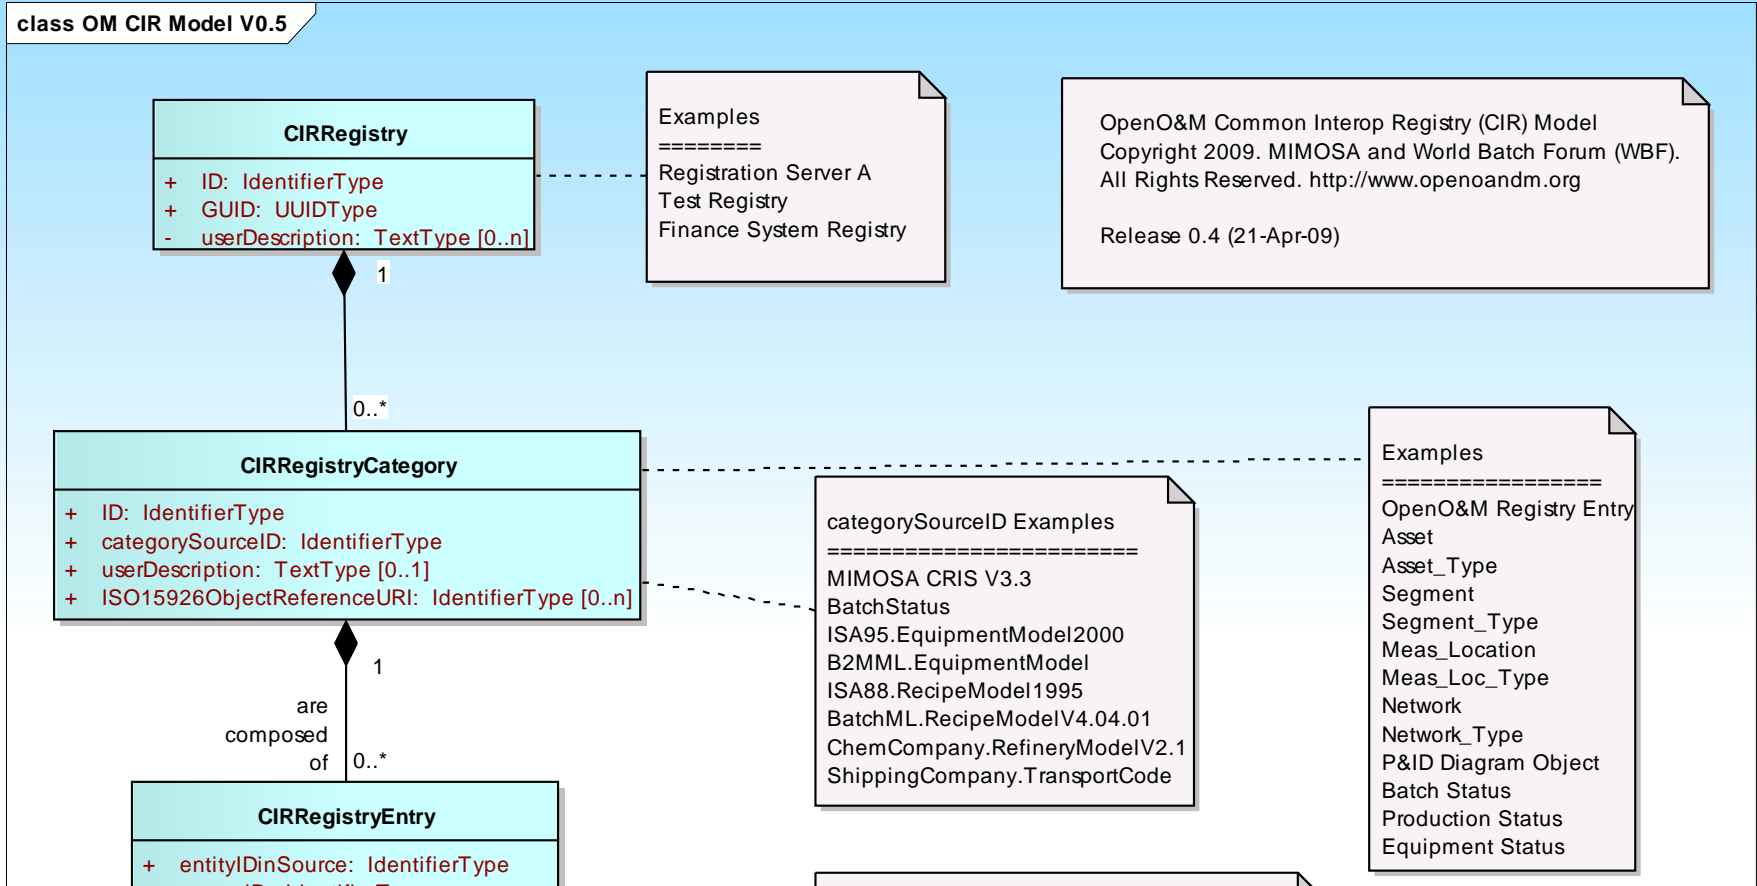 class OM CIR Model V0.5
CIRRegistry
+ ID: IdentifierType
+ GUID: UUIDType
- userDescription: TextType [0..n]
Examples
========
Registration Server A
Test Registry
Finance System Registry
OpenO&M Common Interop Registry (CIR) Model
Copyright 2009. MIMOSA and World Batch Forum (WBF).
All Rights Reserved. http://www.openoandm.org
Release 0.4 (21-Apr-09)
1
0..*
CIRRegistryCategory
+ ID: IdentifierType
+ categorySourceID: IdentifierType
+ userDescription: TextType [0..1]
+ ISO15926ObjectReferenceURI: IdentifierType [0..n]
categorySourceID Examples
========================
MIMOSA CRIS V3.3
BatchStatus
ISA95.EquipmentModel2000
B2MML.EquipmentModel
ISA88.RecipeModel1995
BatchML.RecipeModelV4.04.01
ChemCompany.RefineryModelV2.1
ShippingCompany.TransportCode
Examples
=================
OpenO&M Registry Entry
Asset
Asset_Type
Segment
Segment_Type
Meas_Location
Meas_Loc_Type
Network
Network_Type
P&ID Diagram Object
Batch Status
Production Status
Equipment Status
1
are
composed
of
0..*
CIRRegistryEntry
+ entityIDinSource: IdentifierType